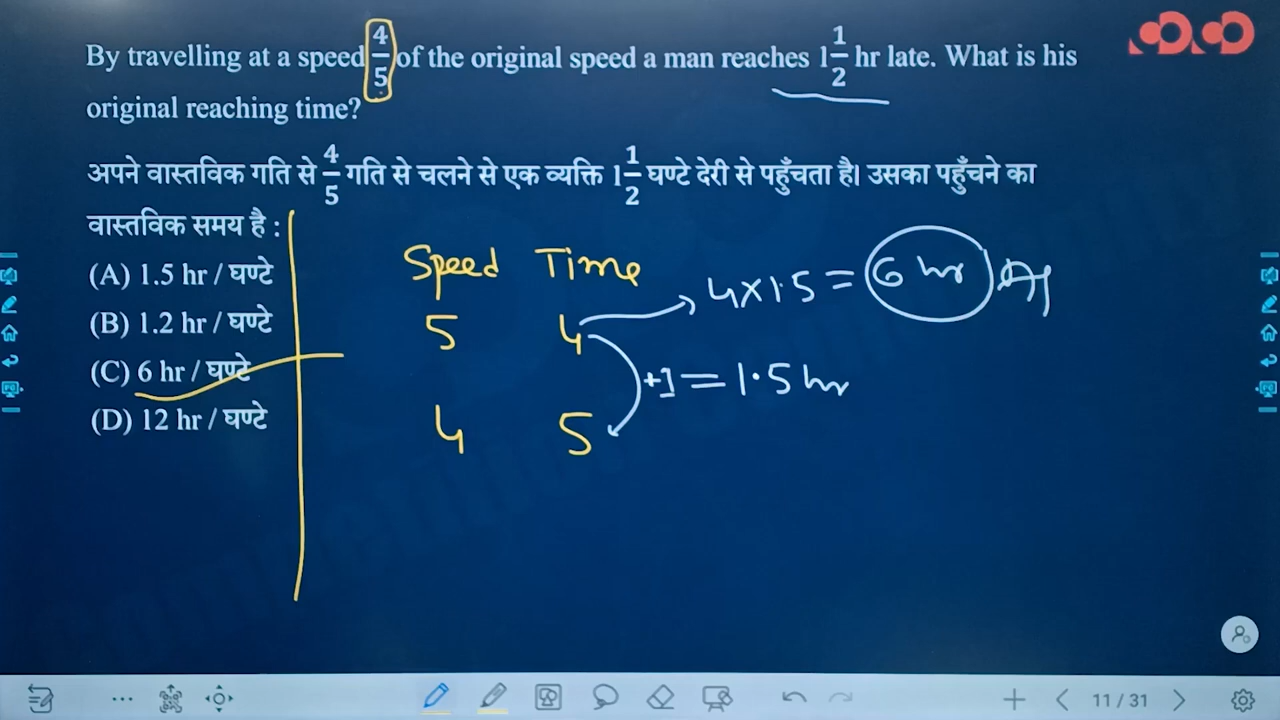 By travelling at a speed 4/5 of the original speed a man reaches 1 1/2 hr late. What is his
original reaching time?
अपने वास्तविक गति से 4/5 गति से चलने से एक व्यक्ति 1 1/2 घण्टे देरी से पहुँचता है। उसका पहुँचने का
वास्तविक समय है :
(A) 1.5 hr / घण्टे
(B) 1.2 hr / घण्टे
(C) 6 hr / घण्टे
(D) 12 hr / घण्टे
Speed Time
5 4 → 4×1.5 = 6 hr
+1 = 1.5 hr
4 5
11 / 31